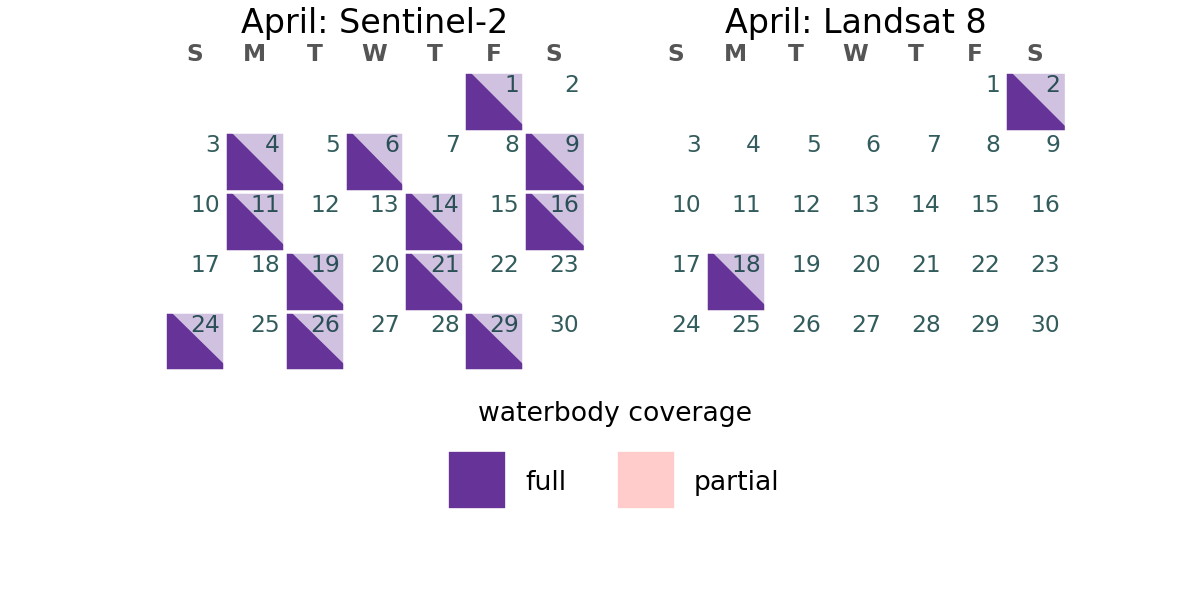 April: Sentinel-2
S M T W T F S
1 2
3 4 5 6 7 8 9
10 11 12 13 14 15 16
17 18 19 20 21 22 23
24 25 26 27 28 29 30
April: Landsat 8
S M T W T F S
1 2
3 4 5 6 7 8 9
10 11 12 13 14 15 16
17 18 19 20 21 22 23
24 25 26 27 28 29 30
waterbody coverage
full partial